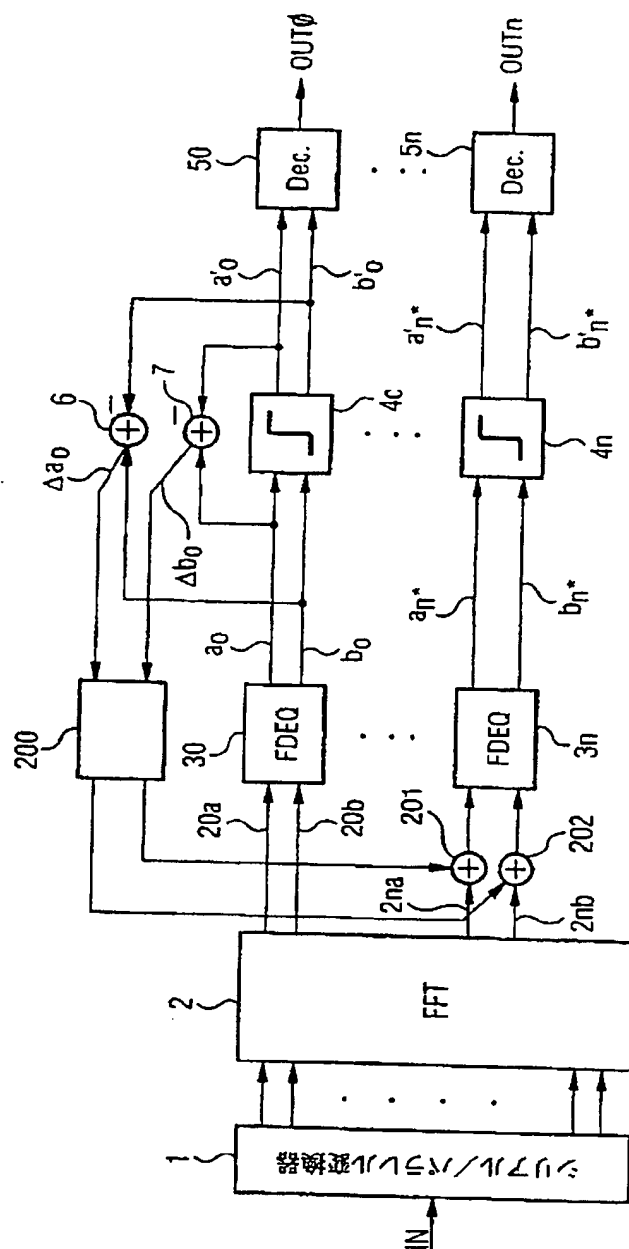 IN
1
シリアル／パラレル変換器
2
FFT
200
Δa0
6
−
Δb0
7
−
20a
20b
30
FDEQ
a0
b0
4c
a'0
b'0
50
Dec.
OUT0
2na
2nb
201
202
FDEQ
3n
an*
bn*
4n
a'n*
b'n*
5n
Dec.
OUTn